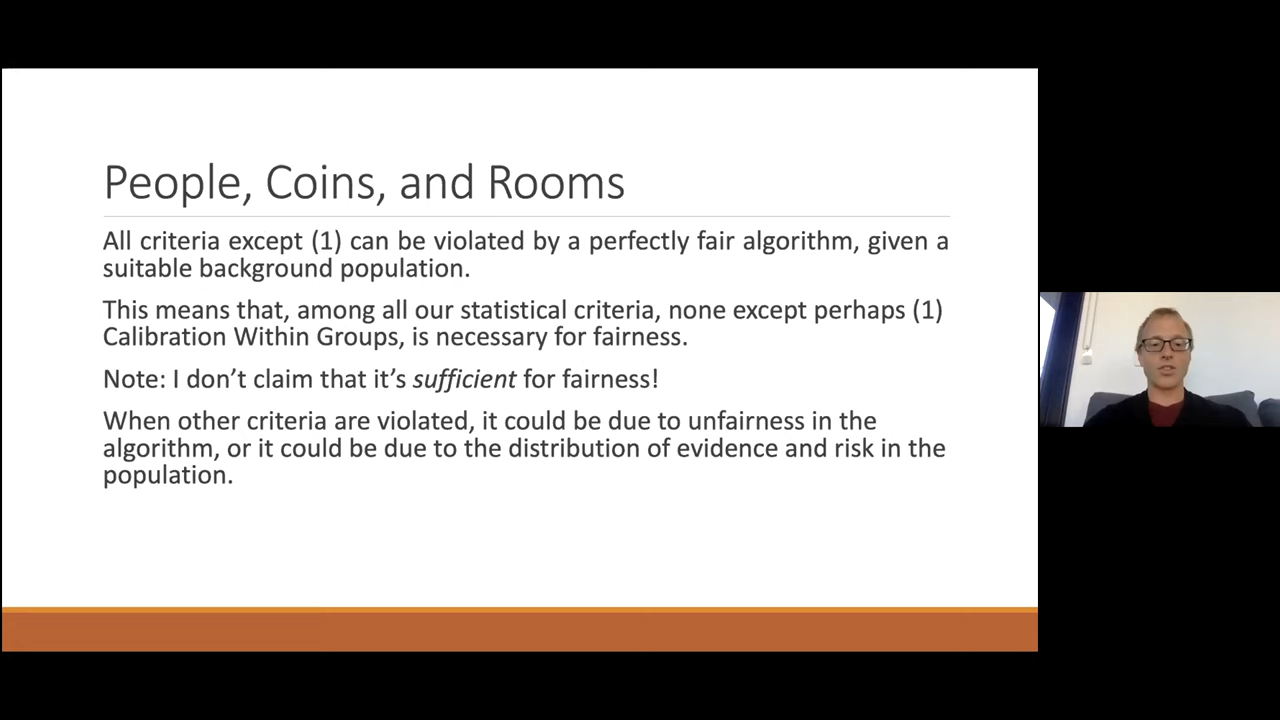 People, Coins, and Rooms
All criteria except (1) can be violated by a perfectly fair algorithm, given a
suitable background population.
This means that, among all our statistical criteria, none except perhaps (1)
Calibration Within Groups, is necessary for fairness.
Note: I don’t claim that it’s sufficient for fairness!
When other criteria are violated, it could be due to unfairness in the
algorithm, or it could be due to the distribution of evidence and risk in the
population.